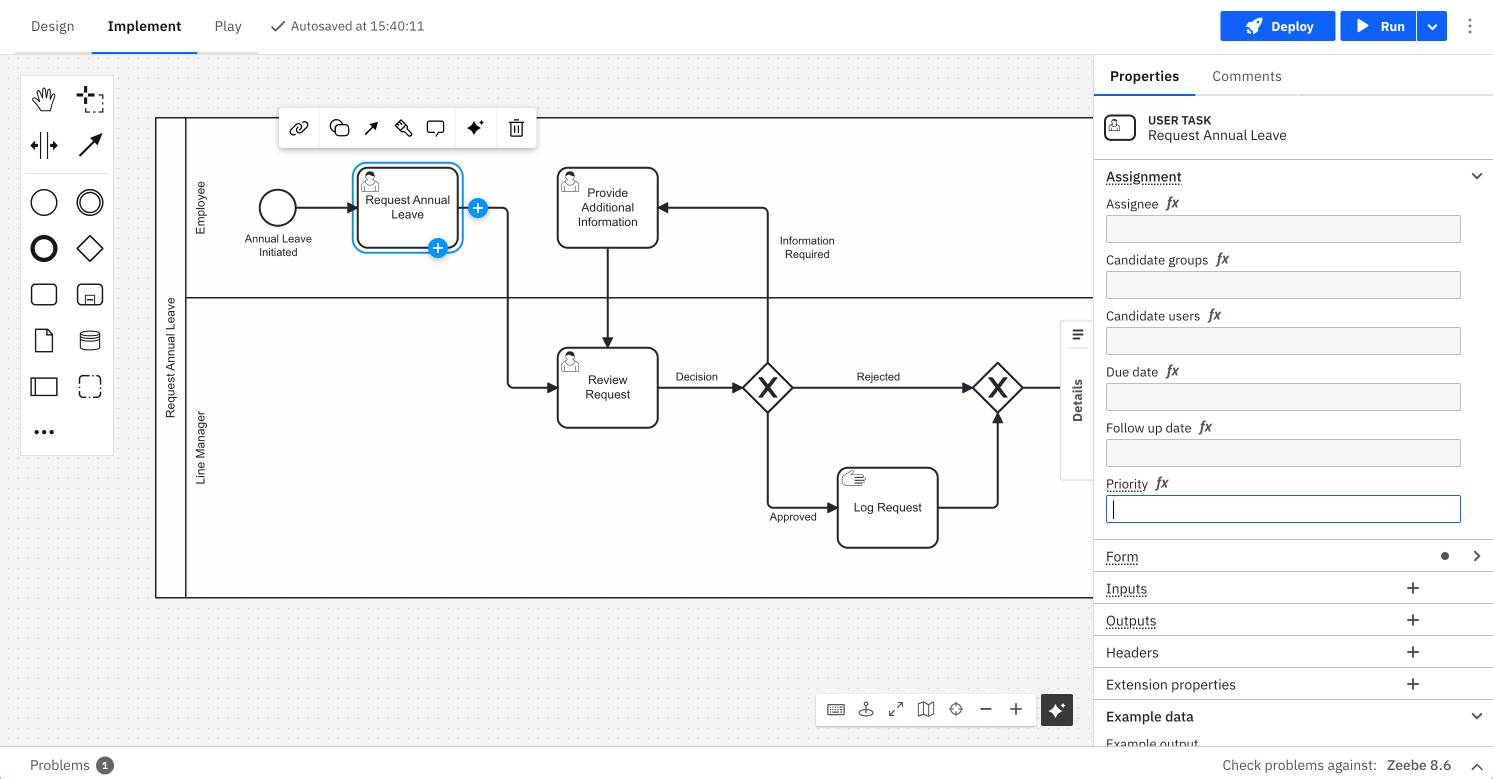 Design
Implement
Play
Autosaved at 15:40:11
Deploy
Run
Properties
Comments
USER TASK
Request Annual Leave
Assignment
Assignee fx
Candidate groups fx
Candidate users fx
Due date fx
Follow up date fx
Priority fx
Form
Inputs
Outputs
Headers
Extension properties
Example data
Example output
Request Annual Leave
Employee
Line Manager
Annual Leave
Initiated
Request Annual
Leave
Provide
Additional
Information
Information
Required
Review
Request
Decision
X
Rejected
X
Approved
Log Request
Details
Problems 1
Check problems against: Zeebe 8.6